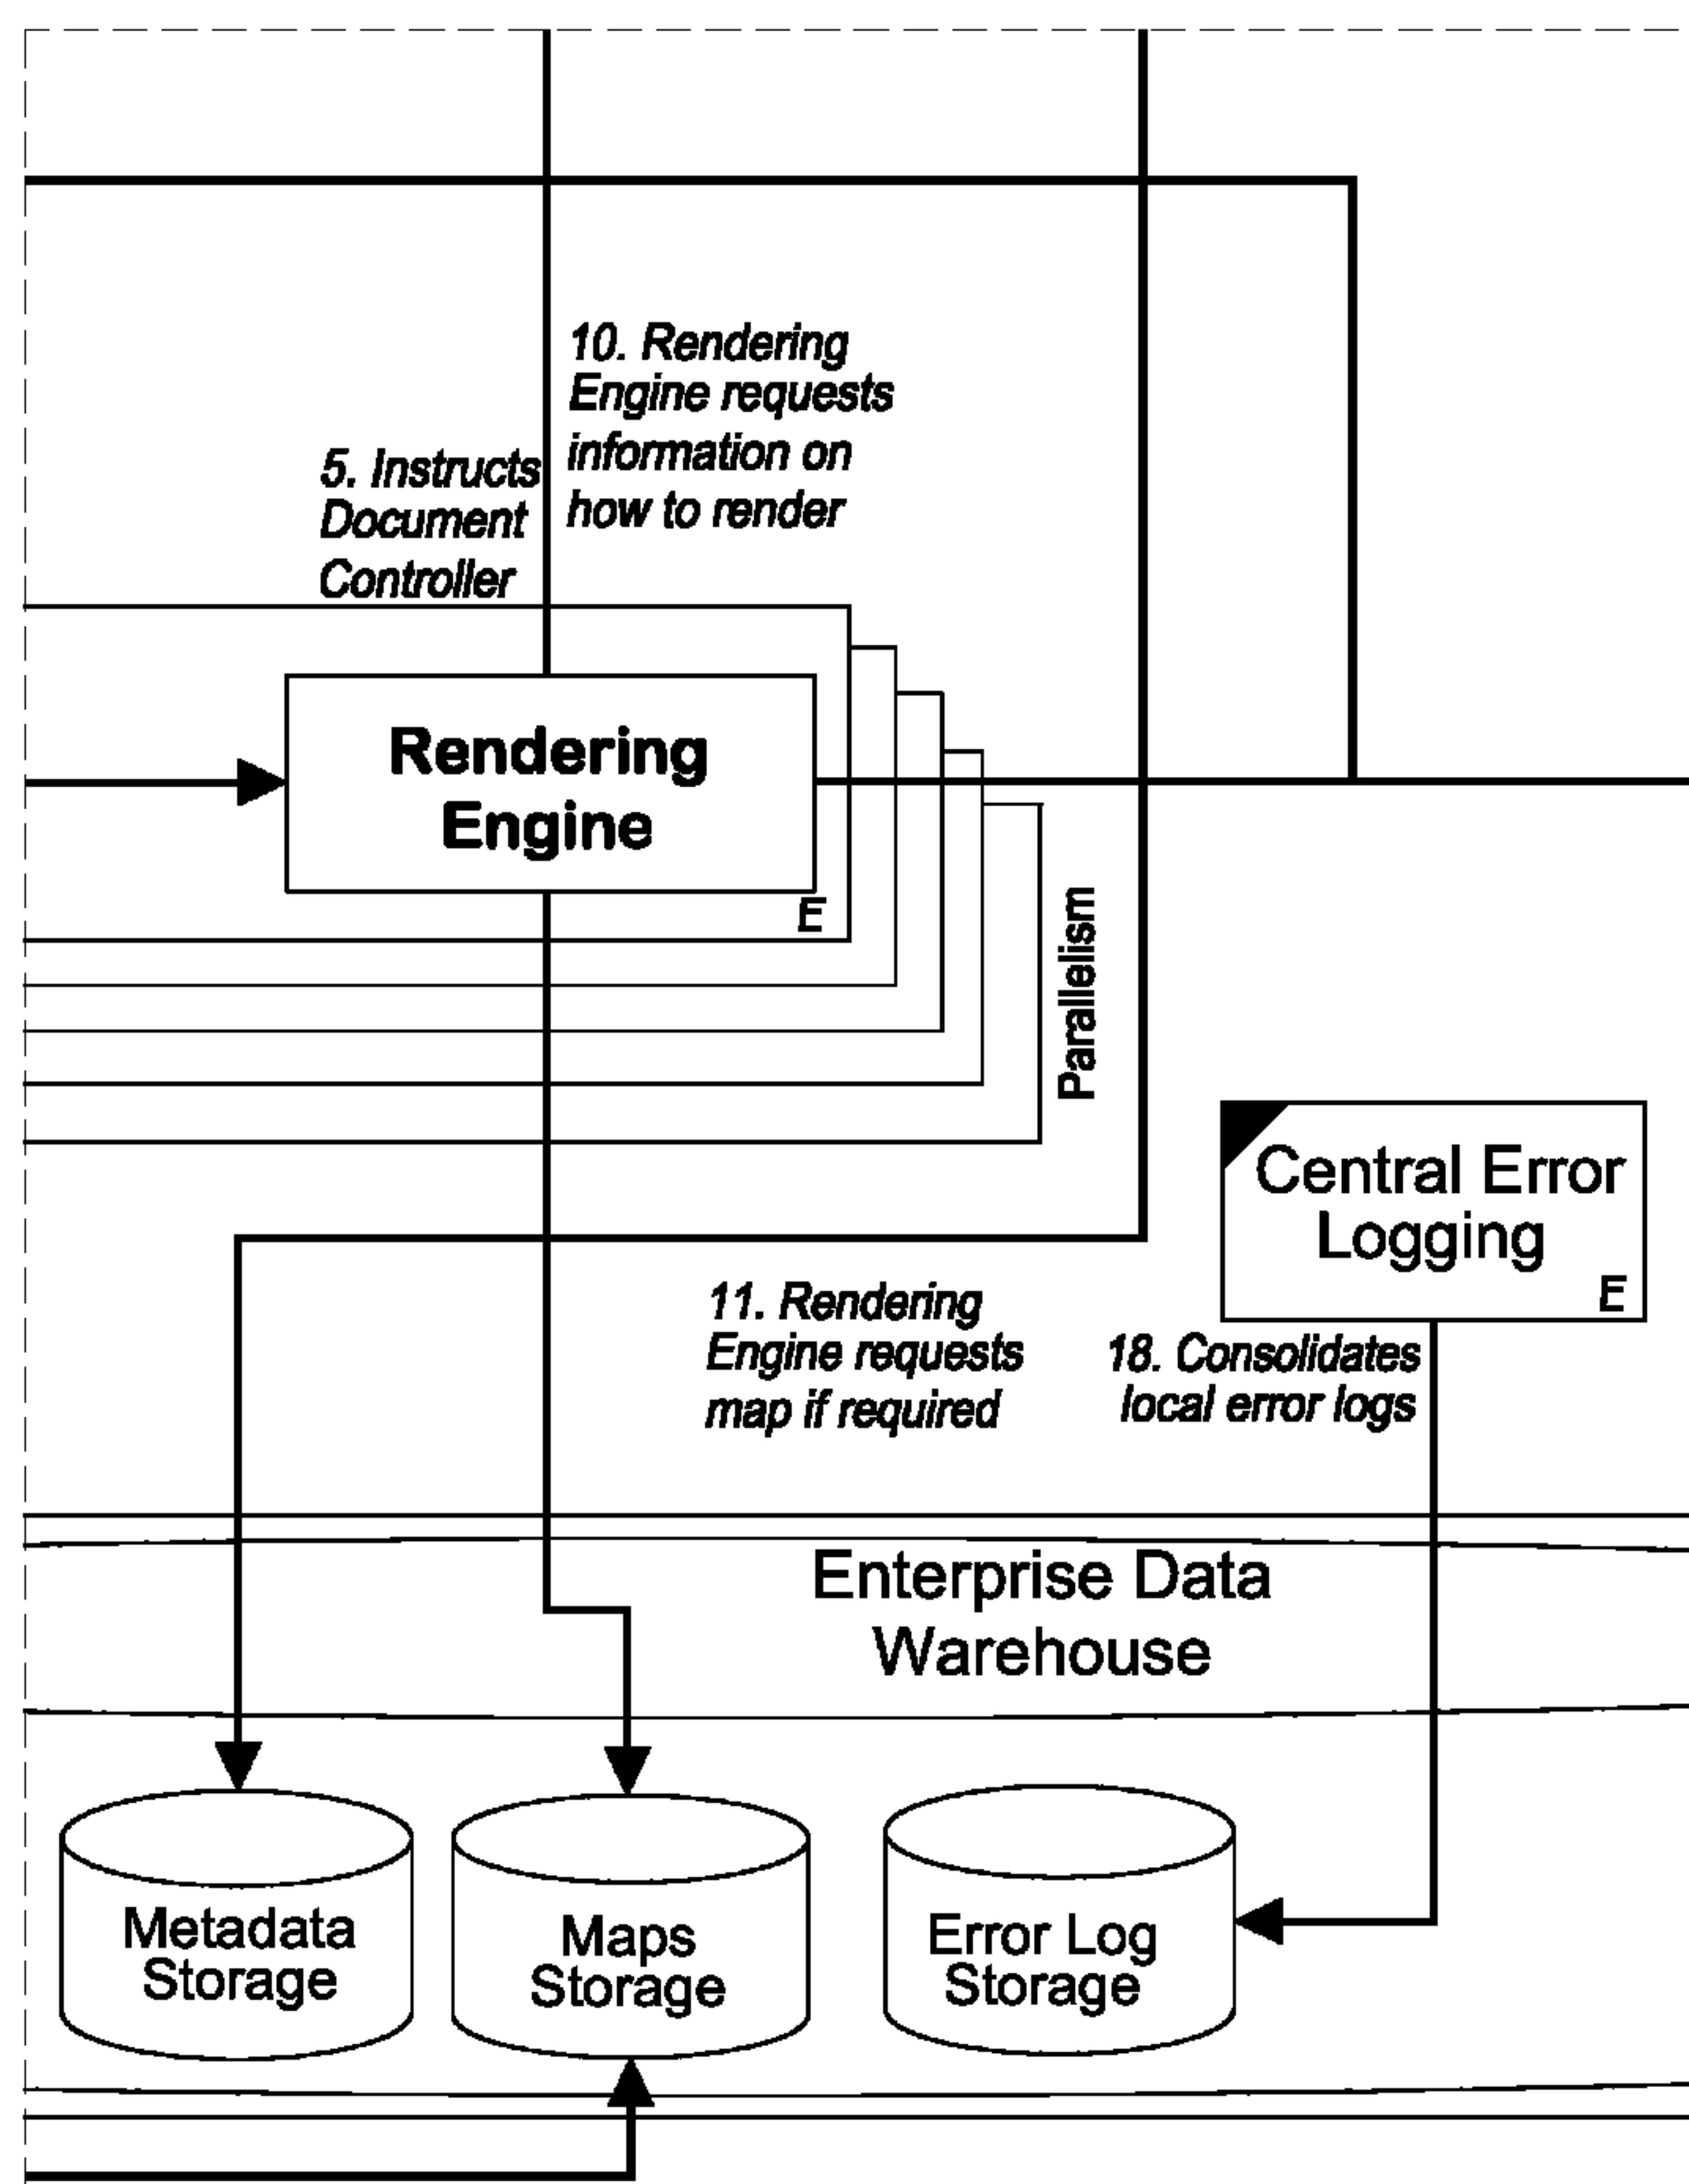 10. Rendering
Engine requests
information on
how to render
5. Instructs
Document
Controller
Rendering
Engine
E
Parallelism
Central Error
Logging
E
11. Rendering
Engine requests
map if required
18. Consolidates
local error logs
Enterprise Data
Warehouse
Metadata
Storage
Maps
Storage
Error Log
Storage